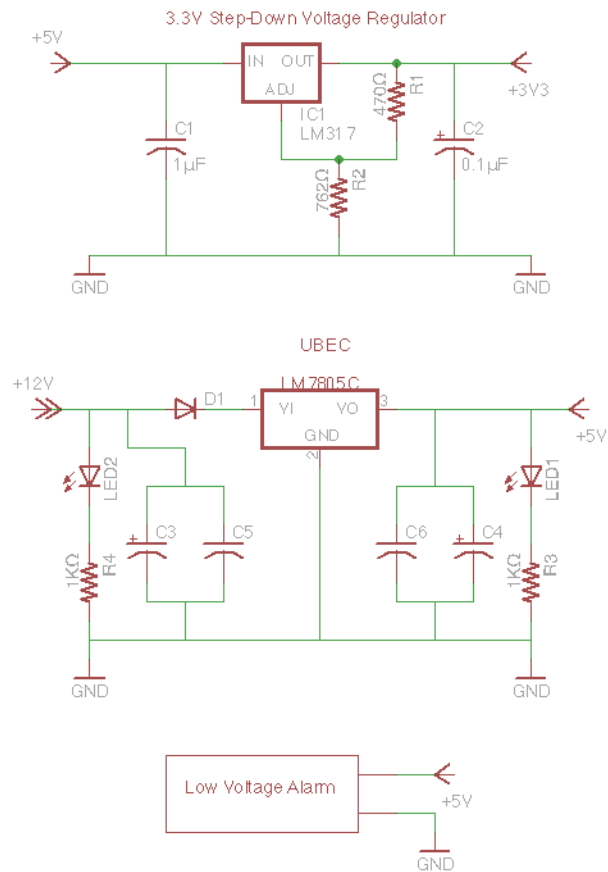 3.3V Step-Down Voltage Regulator
+5V
IN OUT
ADJ
IC1
LM317
470Ω
R1
+3V3
C1
1µF
C2
+
0.1µF
762Ω
R2
GND
GND
UBEC
+12V
D1
LM7805C
1
VI VO
3
GND
2
+5V
LED2
LED1
+
C3
C5
C6
+
C4
1KΩ
R4
1KΩ
R3
GND
GND
Low Voltage Alarm
+5V
GND